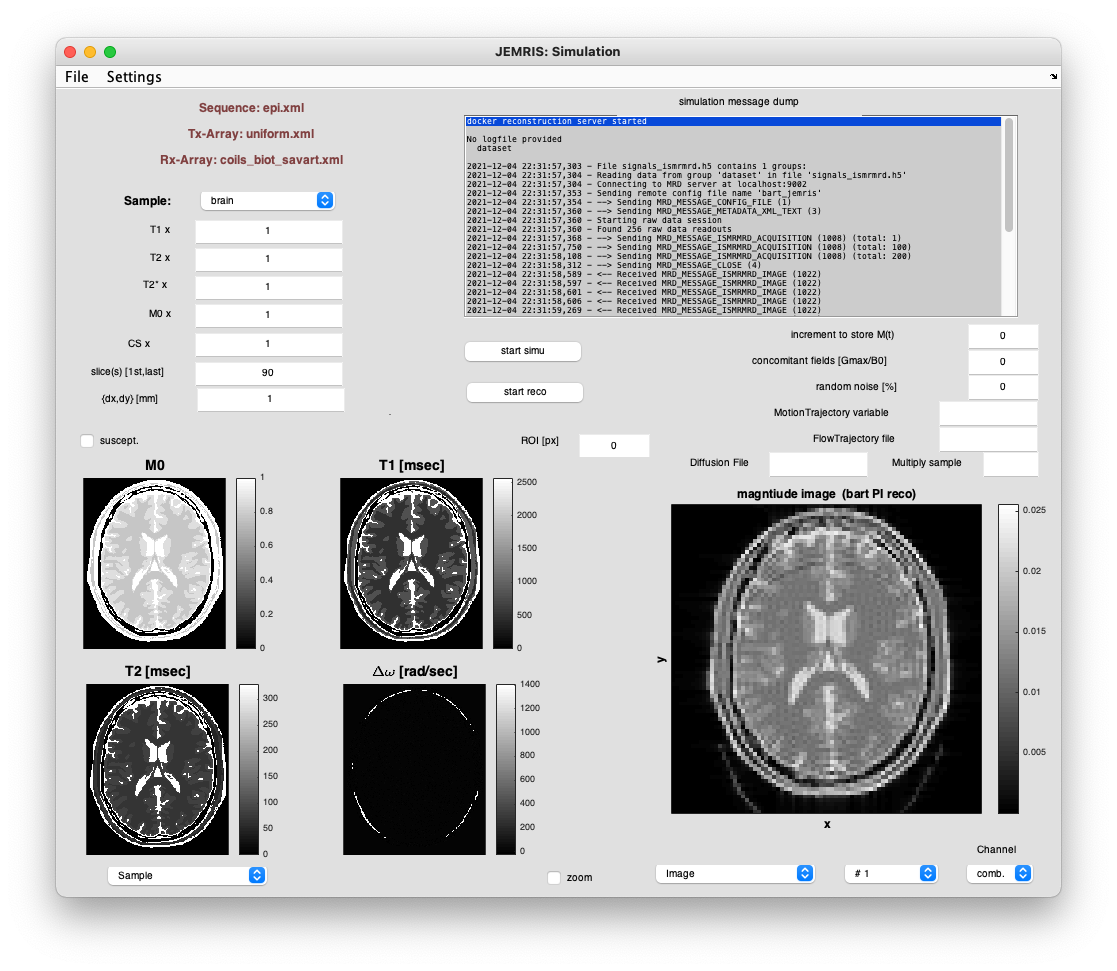 JEMRIS: Simulation
File Settings
Sequence: epi.xml
Tx-Array: uniform.xml
Rx-Array: coils_biot_savart.xml
Sample: brain
T1 x 1
T2 x 1
T2* x 1
M0 x 1
CS x 1
slice(s) [1st,last] 90
{dx,dy} [mm] 1
suscept.
simulation message dump
docker reconstruction server started
No logfile provided
dataset
2021-12-04 22:31:57,303 - File signals_ismrmrd.h5 contains 1 groups:
2021-12-04 22:31:57,304 - Reading data from group 'dataset' in file 'signals_ismrmrd.h5'
2021-12-04 22:31:57,304 - Connecting to MRD server at localhost:9002
2021-12-04 22:31:57,353 - Sending remote config file name 'bart_jemris'
2021-12-04 22:31:57,354 - --> Sending MRD_MESSAGE_CONFIG_FILE (1)
2021-12-04 22:31:57,360 - --> Sending MRD_MESSAGE_METADATA_XML_TEXT (3)
2021-12-04 22:31:57,360 - Starting raw data session
2021-12-04 22:31:57,360 - Found 256 raw data readouts
2021-12-04 22:31:57,368 - --> Sending MRD_MESSAGE_ISMRMRD_ACQUISITION (1008) (total: 1)
2021-12-04 22:31:57,750 - --> Sending MRD_MESSAGE_ISMRMRD_ACQUISITION (1008) (total: 100)
2021-12-04 22:31:58,108 - --> Sending MRD_MESSAGE_ISMRMRD_ACQUISITION (1008) (total: 200)
2021-12-04 22:31:58,312 - --> Sending MRD_MESSAGE_CLOSE (4)
2021-12-04 22:31:58,589 - <-- Received MRD_MESSAGE_ISMRMRD_IMAGE (1022)
2021-12-04 22:31:58,597 - <-- Received MRD_MESSAGE_ISMRMRD_IMAGE (1022)
2021-12-04 22:31:58,601 - <-- Received MRD_MESSAGE_ISMRMRD_IMAGE (1022)
2021-12-04 22:31:58,606 - <-- Received MRD_MESSAGE_ISMRMRD_IMAGE (1022)
2021-12-04 22:31:59,269 - <-- Received MRD_MESSAGE_ISMRMRD_IMAGE (1022)
start simu
start reco
increment to store M(t) 0
concomitant fields [Gmax/B0] 0
random noise [%] 0
MotionTrajectory variable
FlowTrajectory file
ROI [px] 0
Diffusion File
Multiply sample
M0
1
0.8
0.6
0.4
0.2
0
T1 [msec]
2500
2000
1500
1000
500
0
T2 [msec]
300
250
200
150
100
50
0
Δω [rad/sec]
1400
1200
1000
800
600
400
200
0
magntiude image (bart PI reco)
0.025
0.02
0.015
0.01
0.005
y
x
Sample
zoom
Channel
Image
# 1
comb.